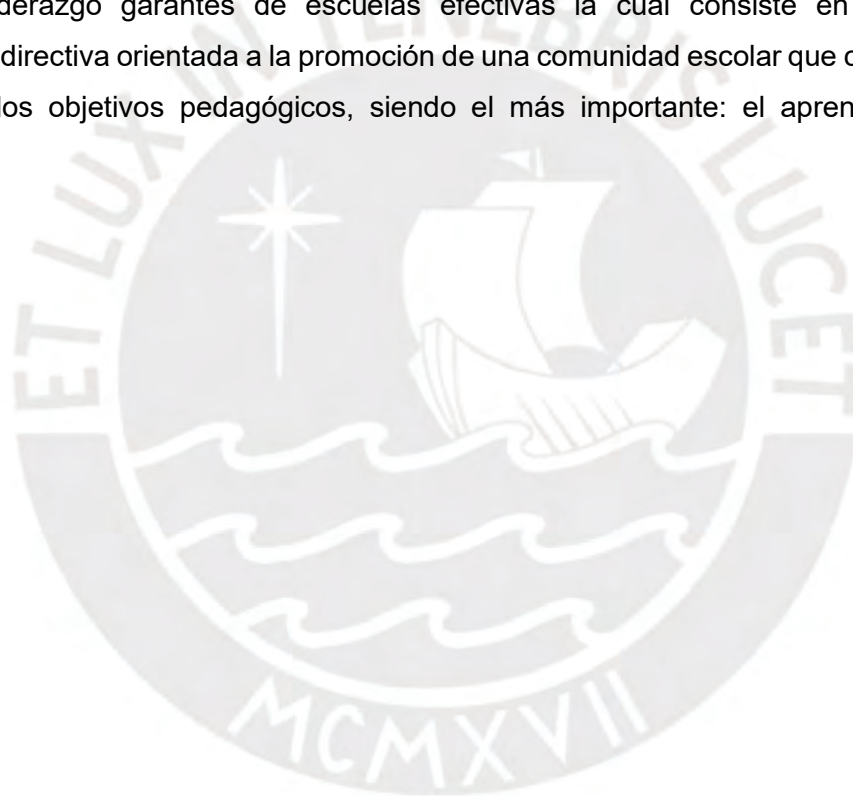 derazgo garantes de escuelas efectivas la cual consiste en
directiva orientada a la promoción de una comunidad escolar que
los objetivos pedagógicos, siendo el más importante: el apren
ET LUX IN TENEBRIS LUCET
MCMXVII